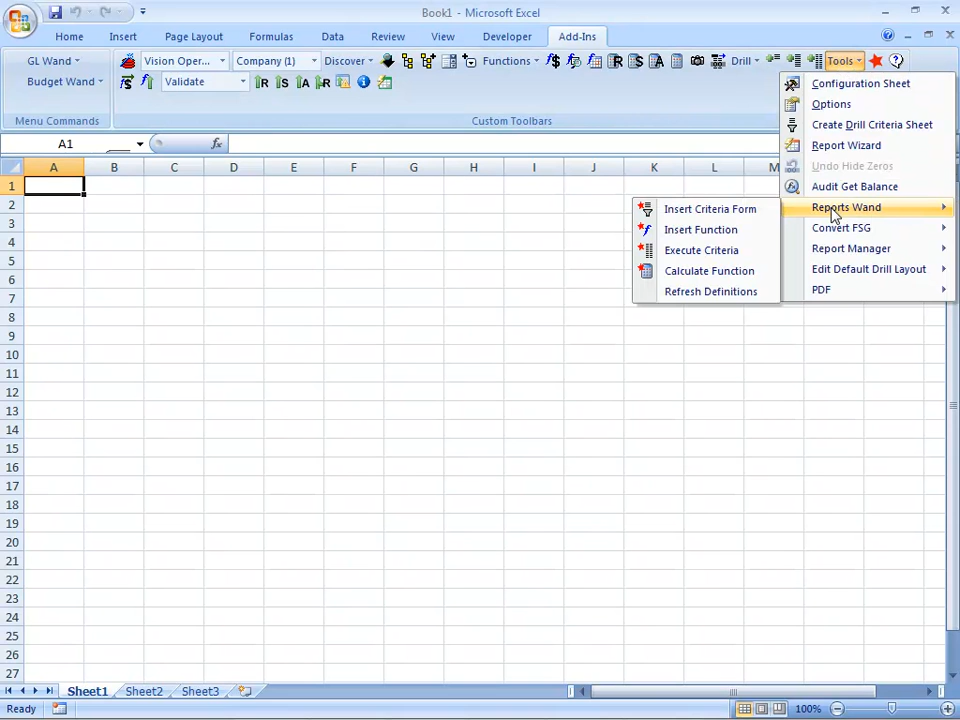 Book1 - Microsoft Excel
Home Insert Page Layout Formulas Data Review View Developer Add-Ins
GL Wand Vision Oper... Company (1) Discover Functions Drill Tools
Budget Wand Validate
Menu Commands Custom Toolbars
A1 fx
A B C D E F G H I J K L M
Configuration Sheet
Options
Create Drill Criteria Sheet
Report Wizard
Undo Hide Zeros
Audit Get Balance
Reports Wand
Convert FSG
Report Manager
Edit Default Drill Layout
PDF
Insert Criteria Form
Insert Function
Execute Criteria
Calculate Function
Refresh Definitions
1
2
3
4
5
6
7
8
9
10
11
12
13
14
15
16
17
18
19
20
21
22
23
24
25
26
27
Sheet1 Sheet2 Sheet3
Ready 100%